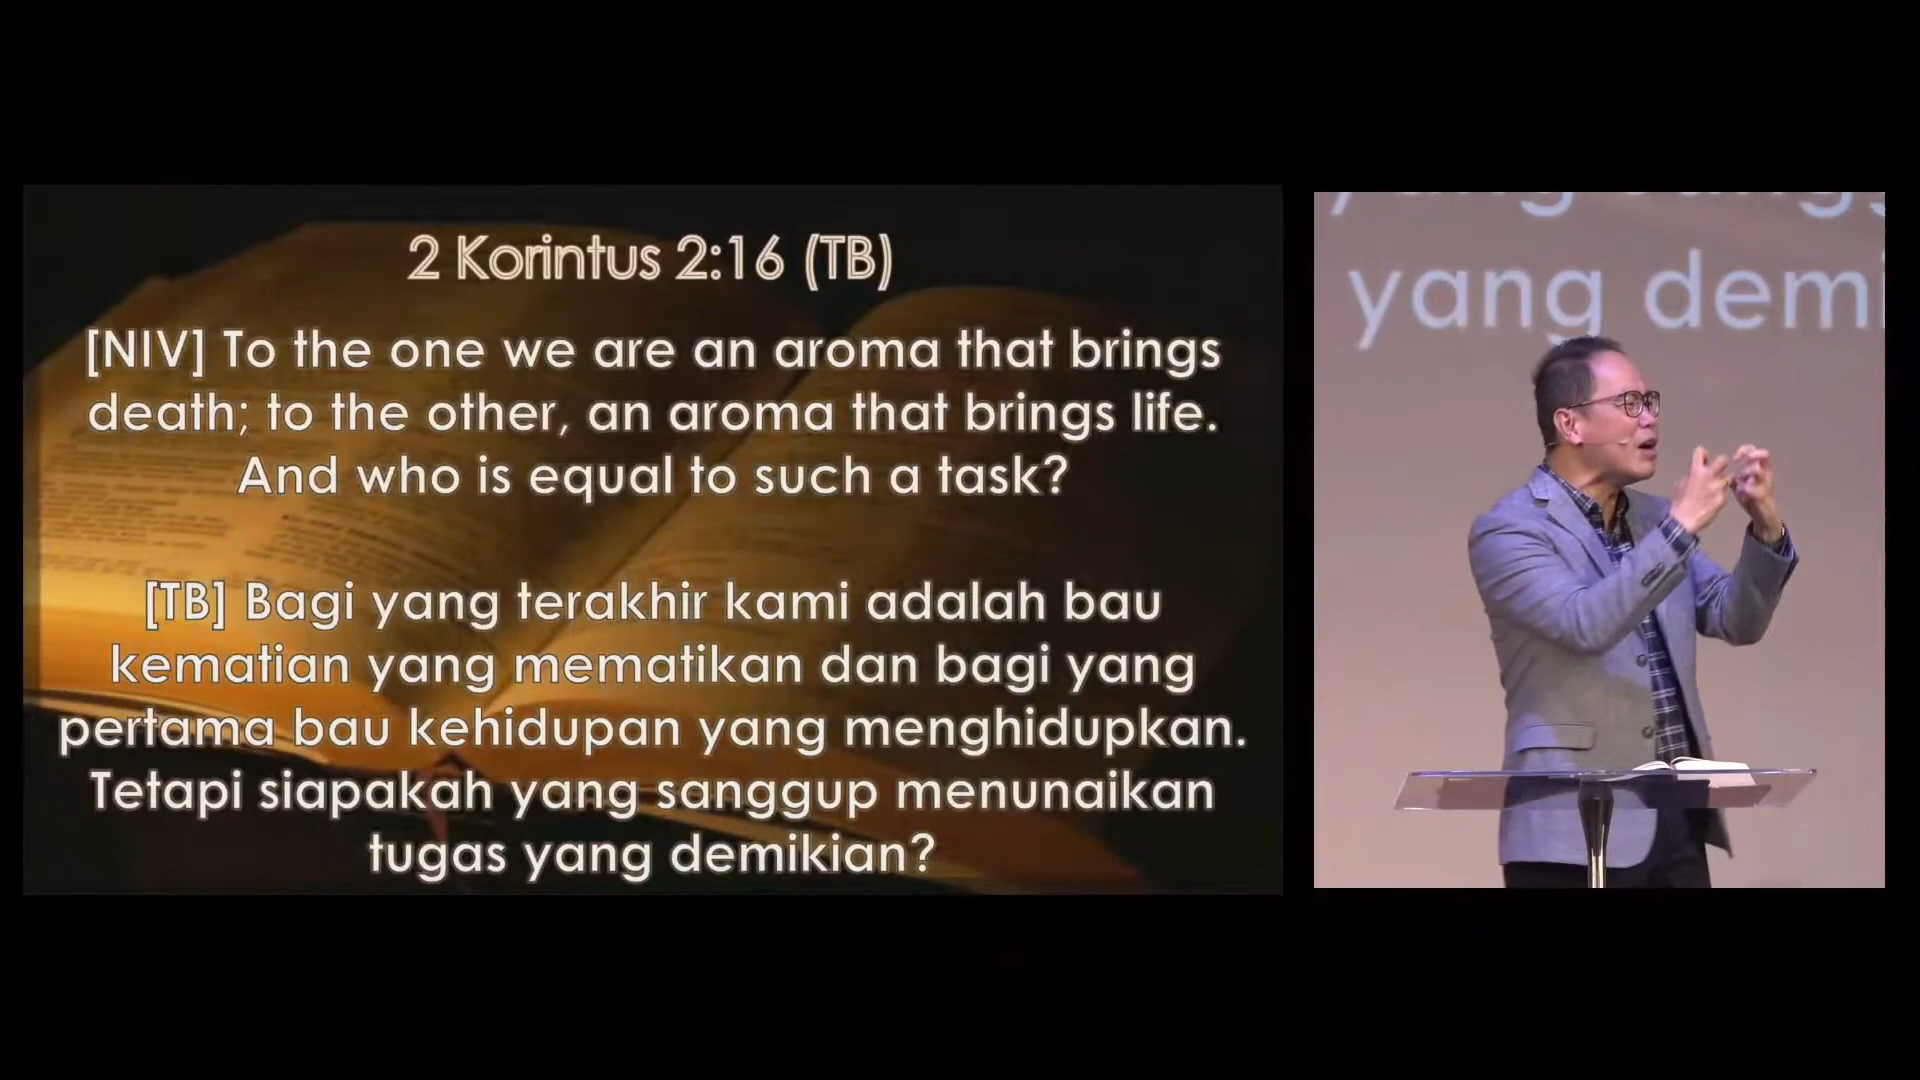 2 Korintus 2:16 (TB)
[NIV] To the one we are an aroma that brings
death; to the other, an aroma that brings life.
And who is equal to such a task?
[TB] Bagi yang terakhir kami adalah bau
kematian yang mematikan dan bagi yang
pertama bau kehidupan yang menghidupkan.
Tetapi siapakah yang sanggup menunaikan
tugas yang demikian?
yang demi